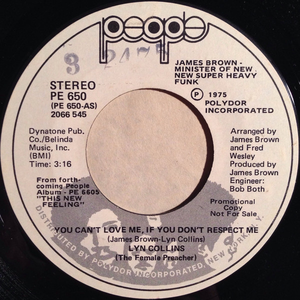 people
3 2475
JAMES BROWN -
MINISTER OF NEW
NEW SUPER HEAVY
FUNK
STEREO
PE 650
(PE 650-AS)
2066 545
P 1975
POLYDOR
INCORPORATED
Dynatone Pub.
Co./Belinda
Music, Inc.
(BMI)
Time: 3:16
Arranged by
James Brown
and Fred
Wesley
Produced by
James Brown
Engineer:
Bob Both
From forth-
coming People
Album - PE 6605
"THIS NEW
FEELING"
Promotional
Copy
Not For Sale
YOU CAN'T LOVE ME, IF YOU DON'T RESPECT ME
(James Brown-Lyn Collins)
LYN COLLINS
(The Female Preacher)
DISTRIBUTED BY POLYDOR INCORPORATED, NEW YORK, N.Y.